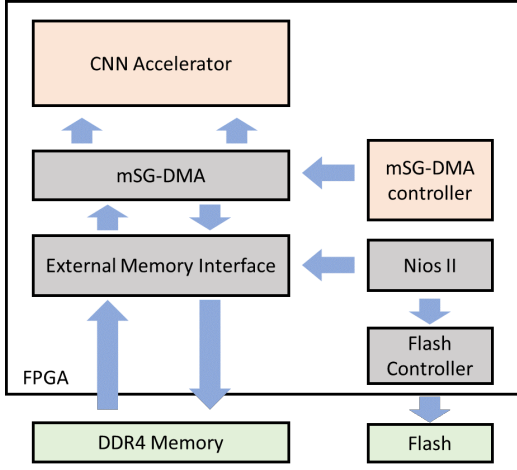 CNN Accelerator
mSG-DMA
mSG-DMA
controller
External Memory Interface
Nios II
Flash
Controller
FPGA
DDR4 Memory
Flash